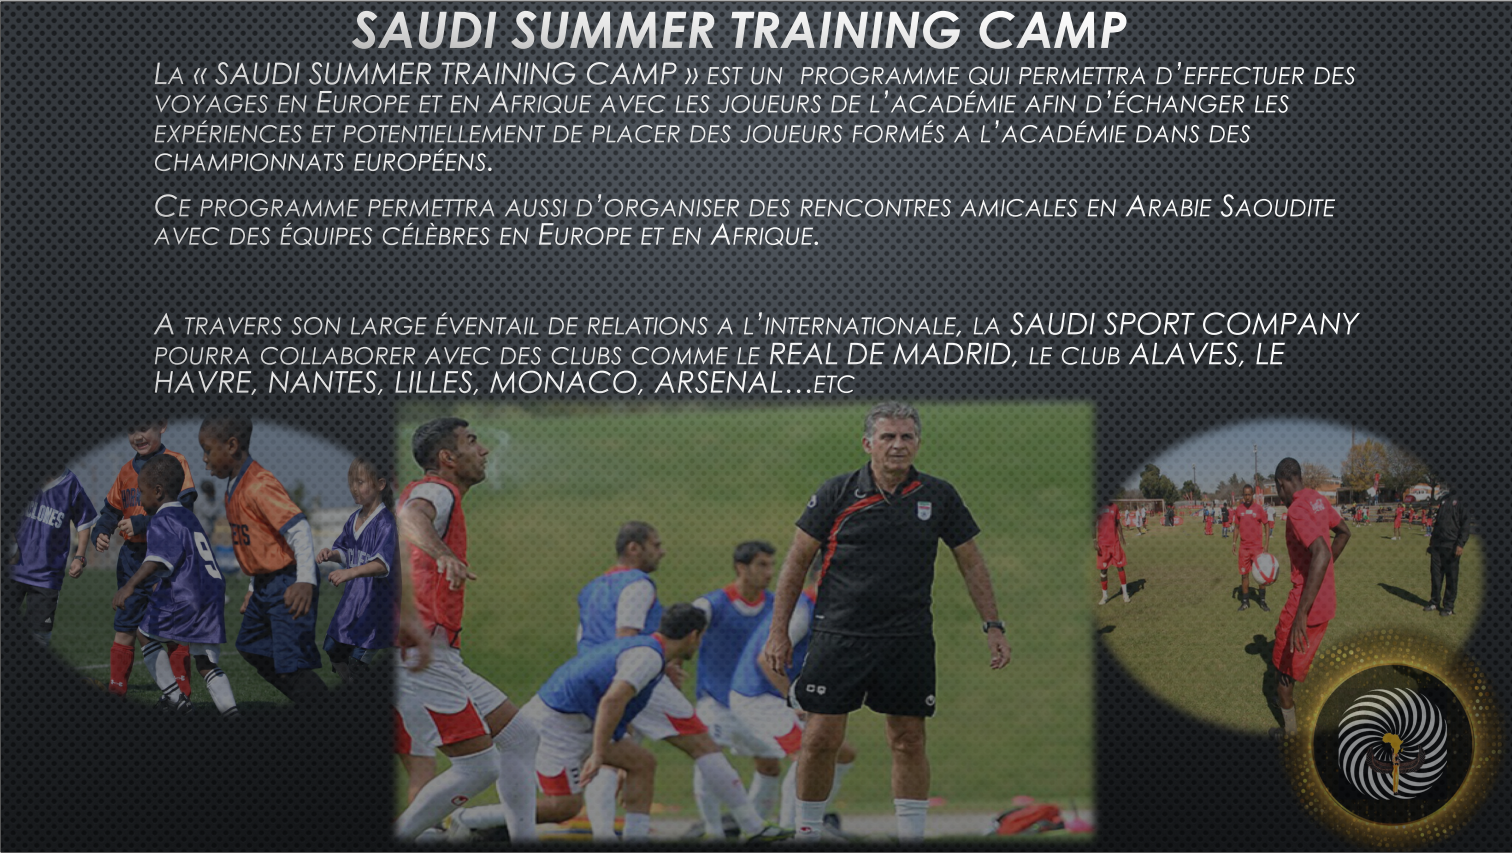 SAUDI SUMMER TRAINING CAMP
LA « SAUDI SUMMER TRAINING CAMP » EST UN PROGRAMME QUI PERMETTRA D’EFFECTUER DES
VOYAGES EN EUROPE ET EN AFRIQUE AVEC LES JOUEURS DE L’ACADÉMIE AFIN D’ÉCHANGER LES
EXPÉRIENCES ET POTENTIELLEMENT DE PLACER DES JOUEURS FORMÉS A L’ACADÉMIE DANS DES
CHAMPIONNATS EUROPÉENS.
CE PROGRAMME PERMETTRA AUSSI D’ORGANISER DES RENCONTRES AMICALES EN ARABIE SAOUDITE
AVEC DES ÉQUIPES CÉLÈBRES EN EUROPE ET EN AFRIQUE.
A TRAVERS SON LARGE ÉVENTAIL DE RELATIONS A L’INTERNATIONALE, LA SAUDI SPORT COMPANY
POURRA COLLABORER AVEC DES CLUBS COMME LE REAL DE MADRID, LE CLUB ALAVES, LE
HAVRE, NANTES, LILLES, MONACO, ARSENAL…ETC
9